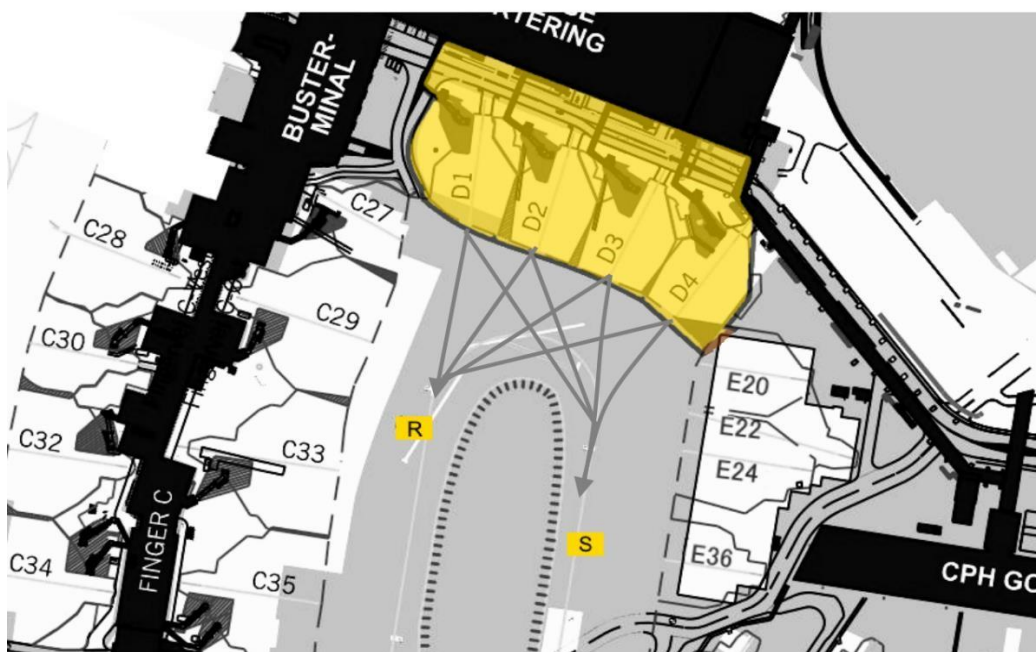 RTERING
BUSTER-
MINAL
D1
D2
D3
D4
C27
C28
C29
C30
C32
C33
C34
C35
FINGER C
R
S
E20
E22
E24
E36
CPH GO